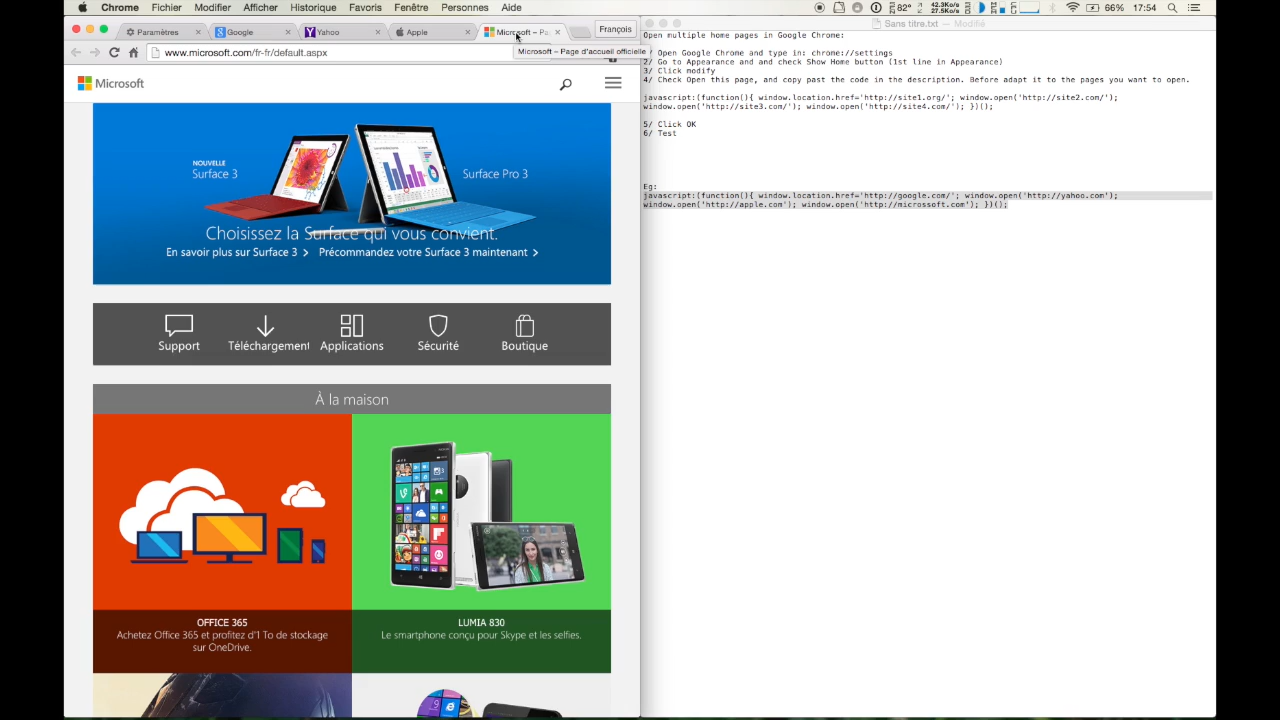 Chrome Fichier Modifier Afficher Historique Favoris Fenêtre Personnes Aide 82° 42.3Ko/s 27.5Ko/s 66% 17:54
Paramètres Google Yahoo Apple Microsoft – Pa Français
www.microsoft.com/fr-fr/default.aspx
Microsoft – Page d'accueil officielle
Microsoft
NOUVELLE
Surface 3
Surface Pro 3
Choisissez la Surface qui vous convient.
En savoir plus sur Surface 3 Précommandez votre Surface 3 maintenant
Support Téléchargement Applications Sécurité Boutique
À la maison
OFFICE 365
Achetez Office 365 et profitez d'1 To de stockage
sur OneDrive.
LUMIA 830
Le smartphone conçu pour Skype et les selfies.
Sans titre.txt — Modifié
Open multiple home pages in Google Chrome:
/ Open Google Chrome and type in: chrome://settings
2/ Go to Appearance and and check Show Home button (1st line in Appearance)
3/ Click modify
4/ Check Open this page, and copy past the code in the description. Before adapt it to the pages you want to open.
javascript:(function(){ window.location.href='http://site1.org/'; window.open('http://site2.com/');
window.open('http://site3.com/'); window.open('http://site4.com/'); })();
5/ Click OK
6/ Test
Eg:
javascript:(function(){ window.location.href='http://google.com/'; window.open('http://yahoo.com');
window.open('http://apple.com'); window.open('http://microssoft.com'); })();